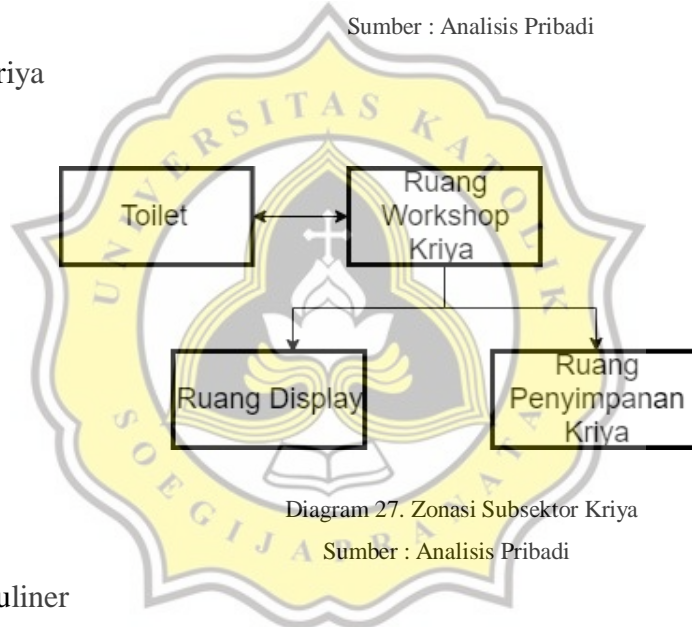 Sumber : Analisis Pribadi
riya
UNIVERSITAS KATOLIK
Toilet
Ruang
Workshop
Kriya
Ruang Display
Ruang
Penyimpanan
Kriya
SOEGIJAPRANATA
Diagram 27. Zonasi Subsektor Kriya
Sumber : Analisis Pribadi
uliner